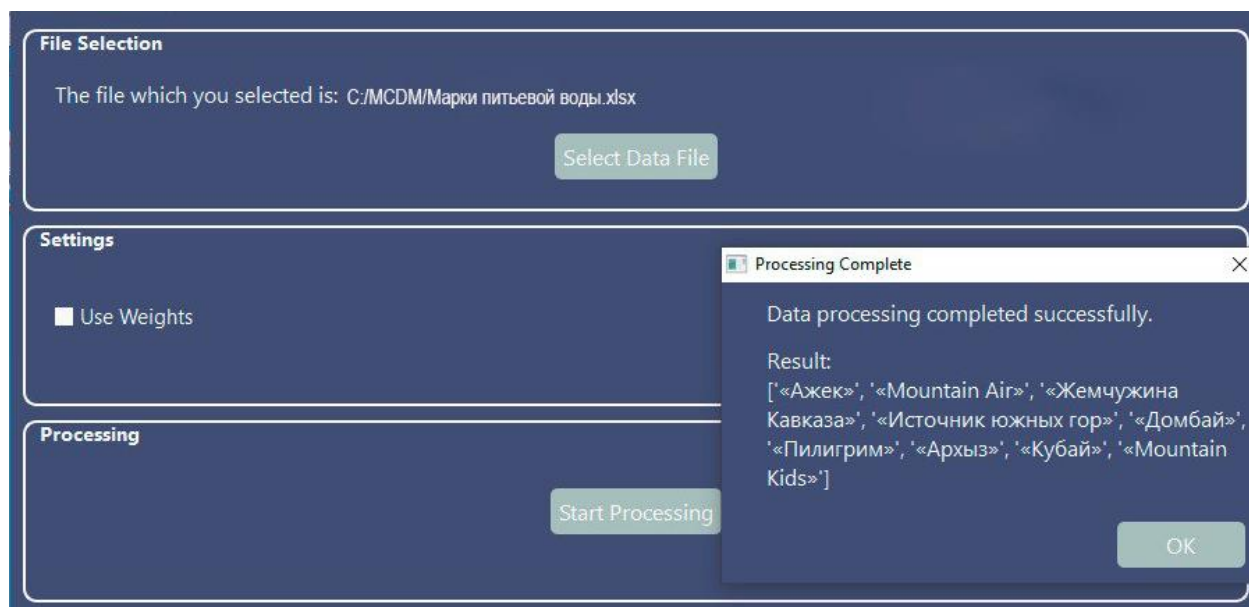 File Selection
The file which you selected is: C:/MCDM/Марки питьевой воды.xlsx
Select Data File
Settings
Use Weights
Processing
Start Processing
Processing Complete
Data processing completed successfully.
Result:
['«Ажек»', '«Mountain Air»', '«Жемчужина
Кавказа»', '«Источник южных гор»', '«Домбай»',
'«Пилигрим»', '«Архыз»', '«Кубай»', '«Mountain
Kids»']
OK